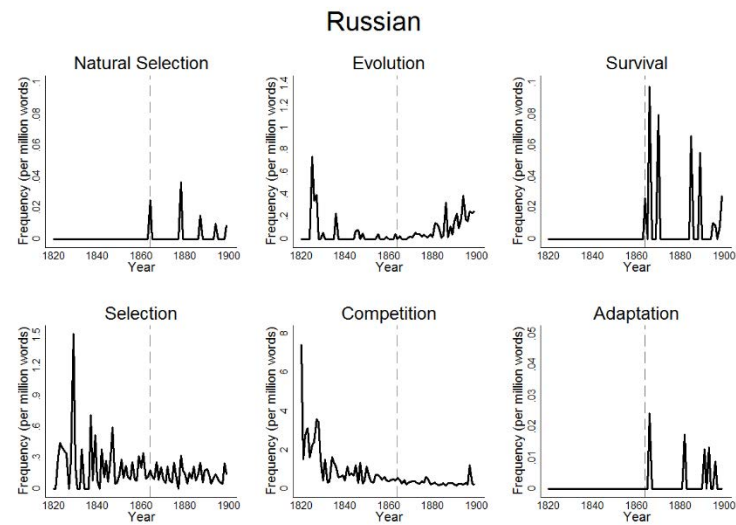 Russian
Natural Selection
Frequency (per million words)
0 .02 .04 .06 .08 .1
1820 1840 1860 1880 1900
Year
Evolution
Frequency (per million words)
0 .2 .4 .6 .8 1 1.2 1.4
1820 1840 1860 1880 1900
Year
Survival
Frequency (per million words)
0 .02 .04 .06 .08 .1
1820 1840 1860 1880 1900
Year
Selection
Frequency (per million words)
0 .3 .6 .9 1.2 1.5
1820 1840 1860 1880 1900
Year
Competition
Frequency (per million words)
0 2 4 6 8
1820 1840 1860 1880 1900
Year
Adaptation
Frequency (per million words)
0 .01 .02 .03 .04 .05
1820 1840 1860 1880 1900
Year